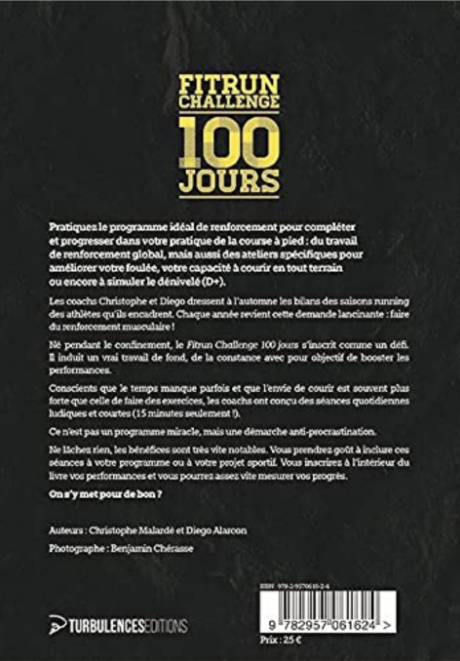 FITRUN
CHALLENGE
100
JOURS
Pratiquez le programme idéal de renforcement pour compléter
et progresser dans votre pratique de la course à pied : du travail
de renforcement global, mais aussi des ateliers spécifiques pour
améliorer votre foulée, votre capacité à courir en tout terrain
ou encore à simuler le dénivelé (D+).
Les coachs Christophe et Diego dressent à l'automne les bilans des saisons running
des athlètes qu'ils encadrent. Chaque année revient cette demande lancinante : faire
du renforcement musculaire !
Né pendant le confinement, le Fitrun Challenge 100 jours s'inscrit comme un défi.
Il induit un vrai travail de fond, de la constance avec pour objectif de booster les
performances.
Conscients que le temps manque parfois et que l'envie de courir est souvent plus
forte que celle de faire des exercices, les coachs ont conçu des séances quotidiennes
ludiques et courtes (15 minutes seulement !).
Ce n'est pas un programme miracle, mais une démarche anti-procrastination.
Ne lâchez rien, les bénéfices sont très vite notables. Vous prendrez goût à inclure ces
séances à votre programme ou à votre projet sportif. Vous inscrirez à l'intérieur du
livre vos performances et vous pourrez assez vite mesurer vos progrès.
On s'y met pour de bon ?
Auteurs : Christophe Malardé et Diego Alarcon
Photographe : Benjamin Chérasse
ISBN 978-2-9570616-2-4
9 782957 061624 >
Prix : 25 €
TURBULENCESEDITIONS